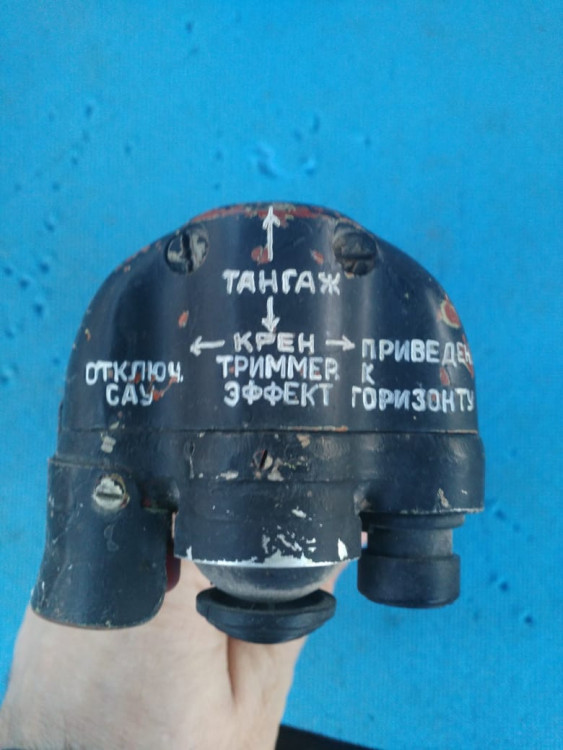 ТАНГАЖ
КРЕН
ТРИММЕР.
ЭФФЕКТ
ОТКЛЮЧ.
САУ
ПРИВЕДЕН
К
ГОРИЗОНТУ